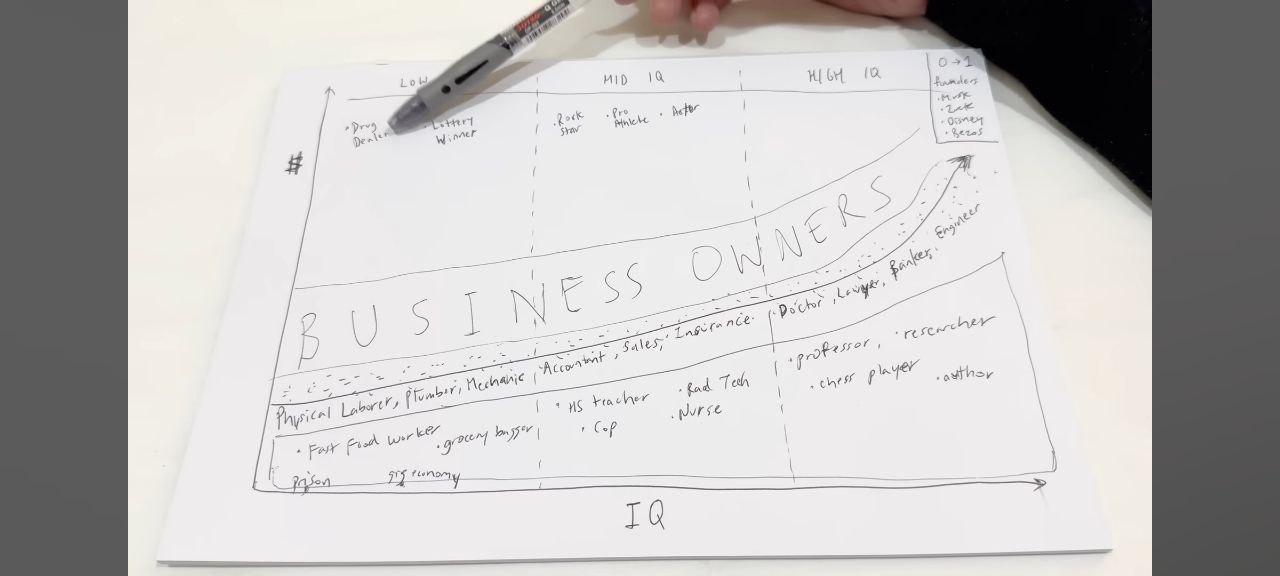 LOW
MID IQ
HIGH IQ
0→1
founders
• Musk
• Zuck
• Disney
• Bezos
$
• Drug
Dealer
• Lottery
Winner
• Rock
Star
• Pro
Athlete
• Actor
BUSINESS OWNERS
Physical Laborer, Plumber, Mechanic, Accountant, Sales, Insurance. Doctor, Lawyer, Banker, Engineer
• Fast Food Worker
• grocery bagger
prison
gig economy
• HS teacher
• Rad Tech
• Cop
• Nurse
• professor, • researcher
• chess player
• author
IQ